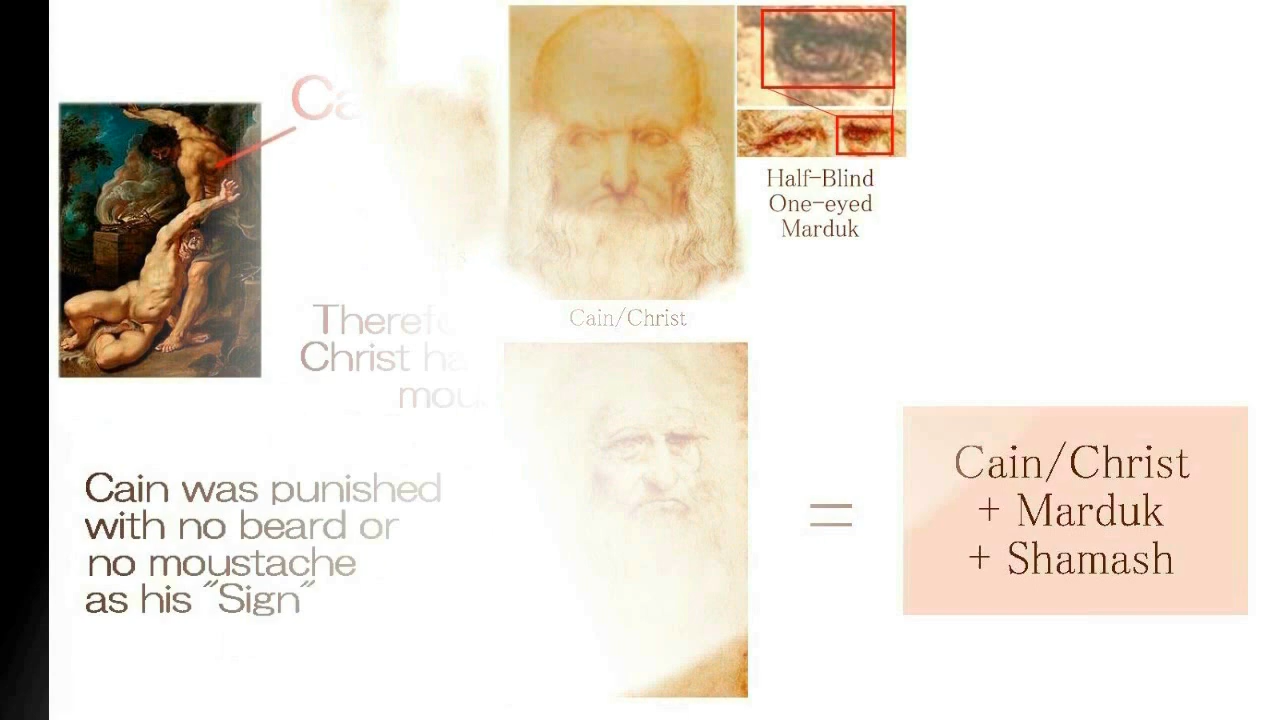 Half-Blind
One-eyed
Marduk
Cain/Christ
Christ
Cain was punished
with no beard or
no moustache
as his "Sign"
=
Cain/Christ
+ Marduk
+ Shamash